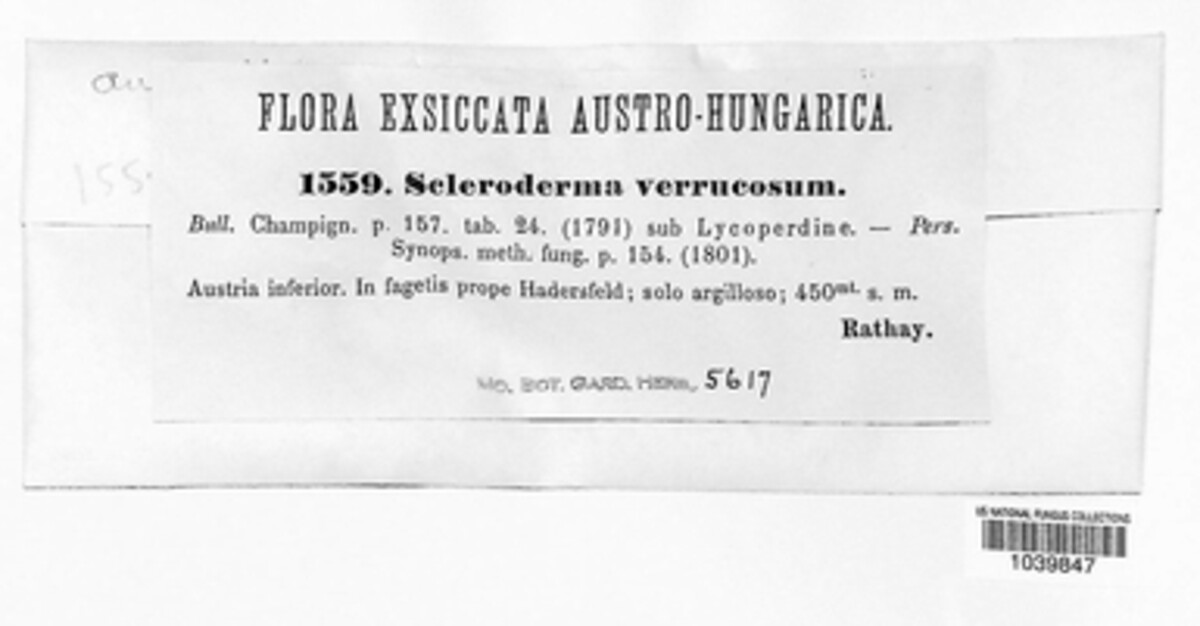 FLORA EXSICCATA AUSTRO-HUNGARICA.
1559. Scleroderma verrucosum.
Bull. Champign. p. 157. tab. 24. (1791) sub Lycoperdine. — Pers.
Synops. meth. fung. p. 154. (1801).
Austria inferior. In fagetis prope Hadersfeld; solo argilloso; 450mt. s. m.
Rathay.
MO. BOT. GARD. HERB. 5617
US NATIONAL FUNGUS COLLECTIONS
1039847